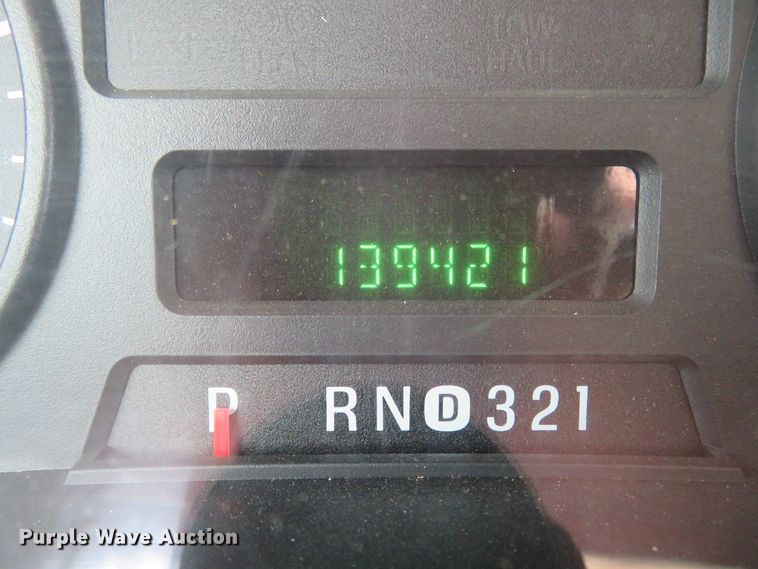 TOW
HAUL
139421
P RND321
Purple Wave Auction